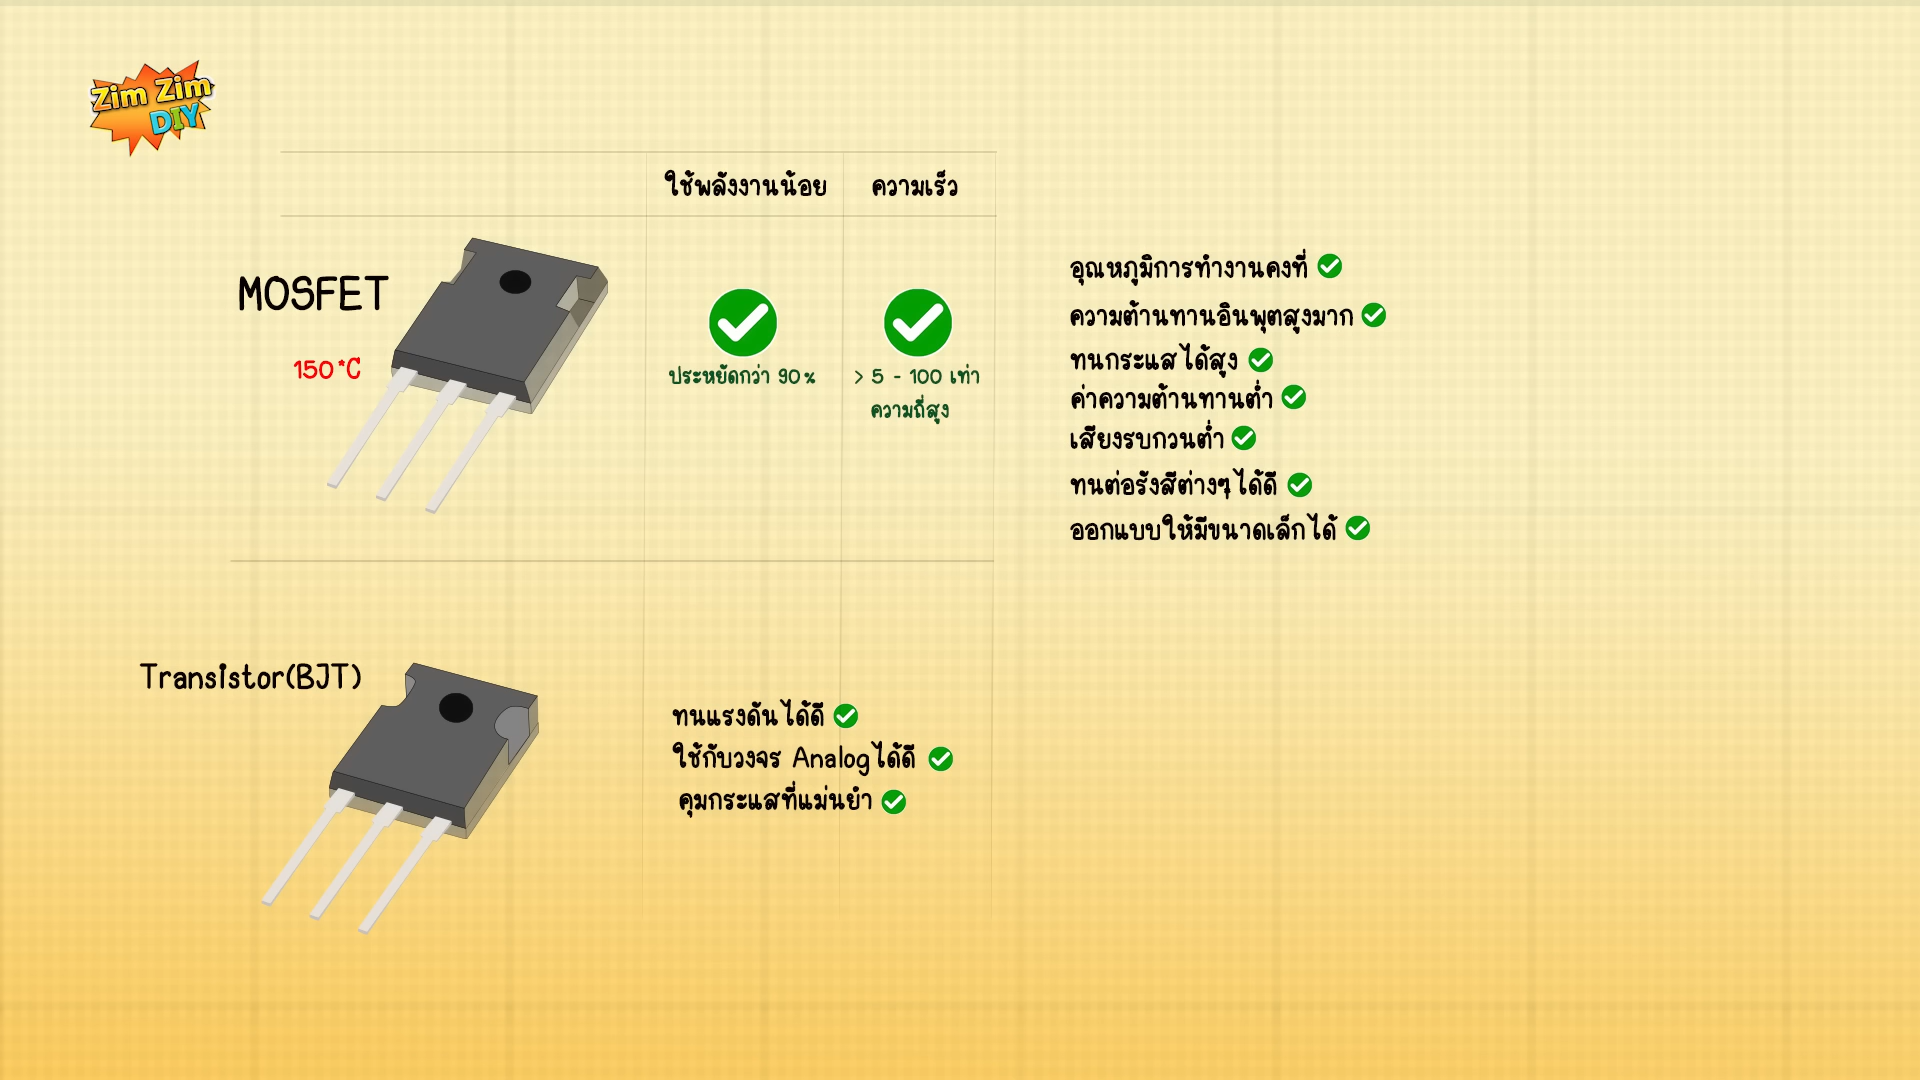 Zim Zim
DIY
ใช้พลังงานน้อย
ความเร็ว
MOSFET
150°C
ประหยัดกว่า 90%
> 5 - 100 เท่า
ความถี่สูง
อุณหภูมิการทำงานคงที่
ความต้านทานอินพุตสูงมาก
ทนกระแสได้สูง
ค่าความต้านทานต่ำ
เสียงรบกวนต่ำ
ทนต่อรังสีต่างๆได้ดี
ออกแบบให้มีขนาดเล็กได้
Transistor(BJT)
ทนแรงดันได้ดี
ใช้กับวงจร Analogได้ดี
คุมกระแสที่แม่นยำ